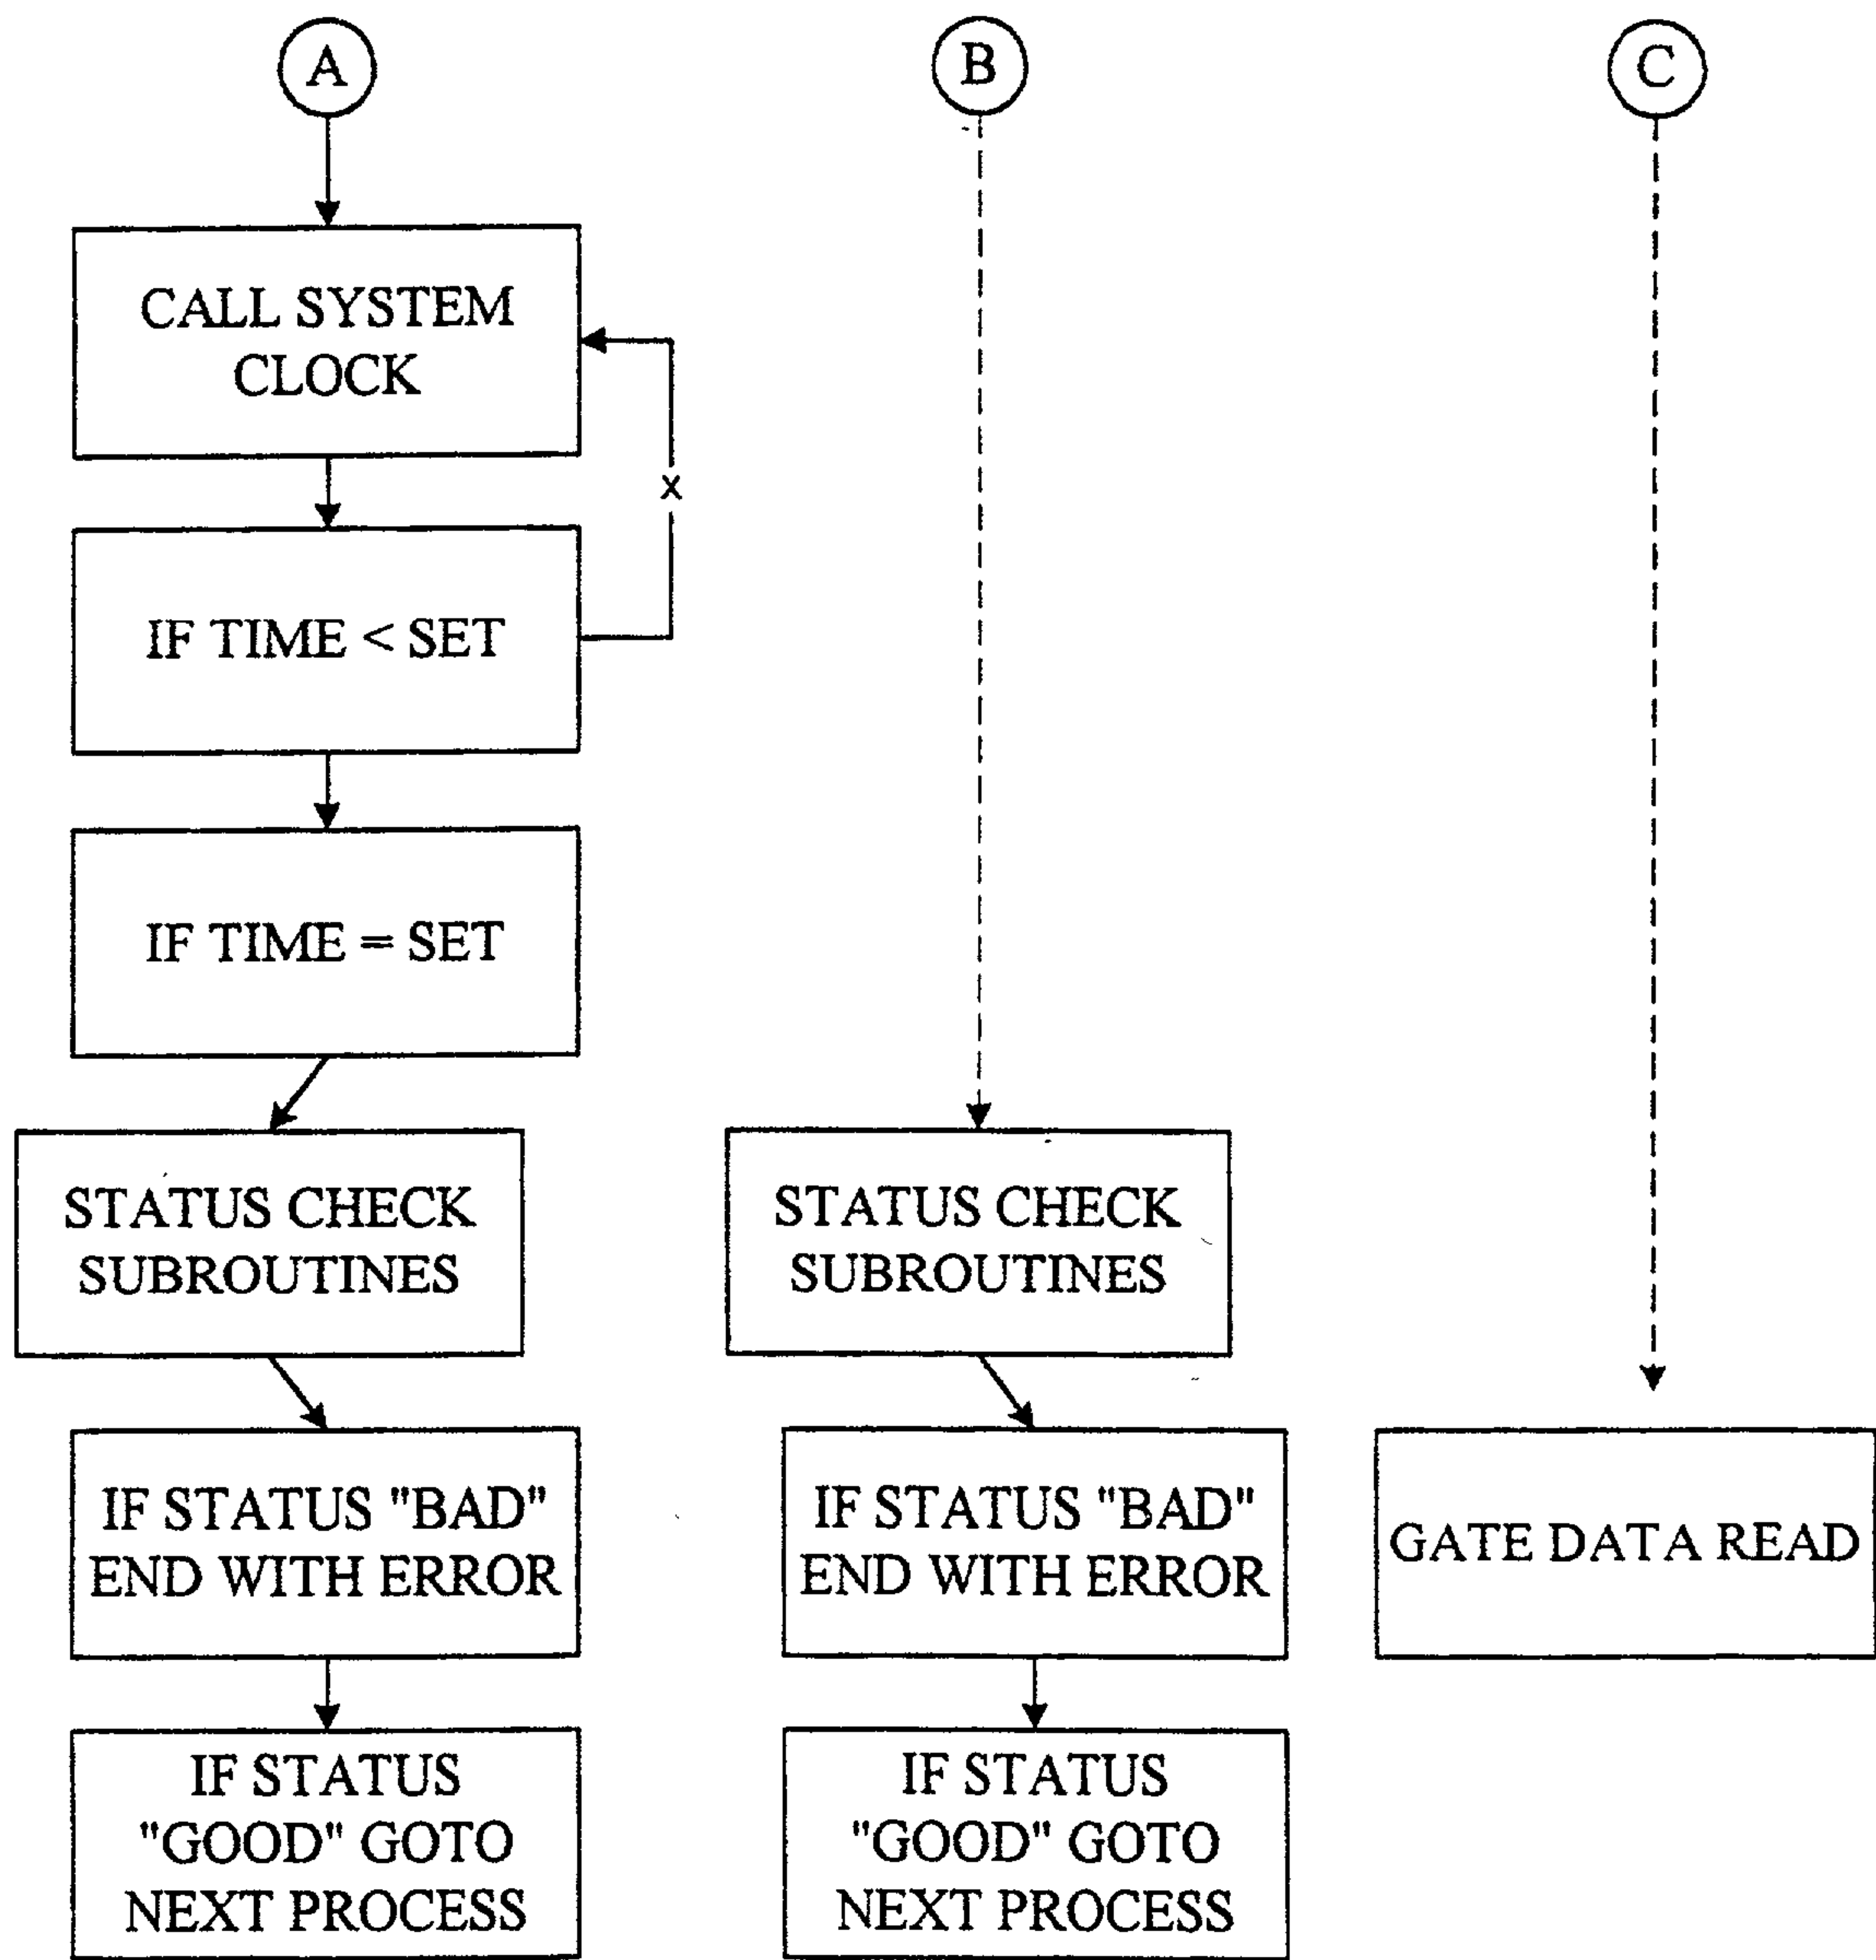 A
B
C
CALL SYSTEM
CLOCK
x
IF TIME < SET
IF TIME = SET
STATUS CHECK
SUBROUTINES
STATUS CHECK
SUBROUTINES
IF STATUS "BAD"
END WITH ERROR
IF STATUS "BAD"
END WITH ERROR
GATE DATA READ
IF STATUS
"GOOD" GOTO
NEXT PROCESS
IF STATUS
"GOOD" GOTO
NEXT PROCESS